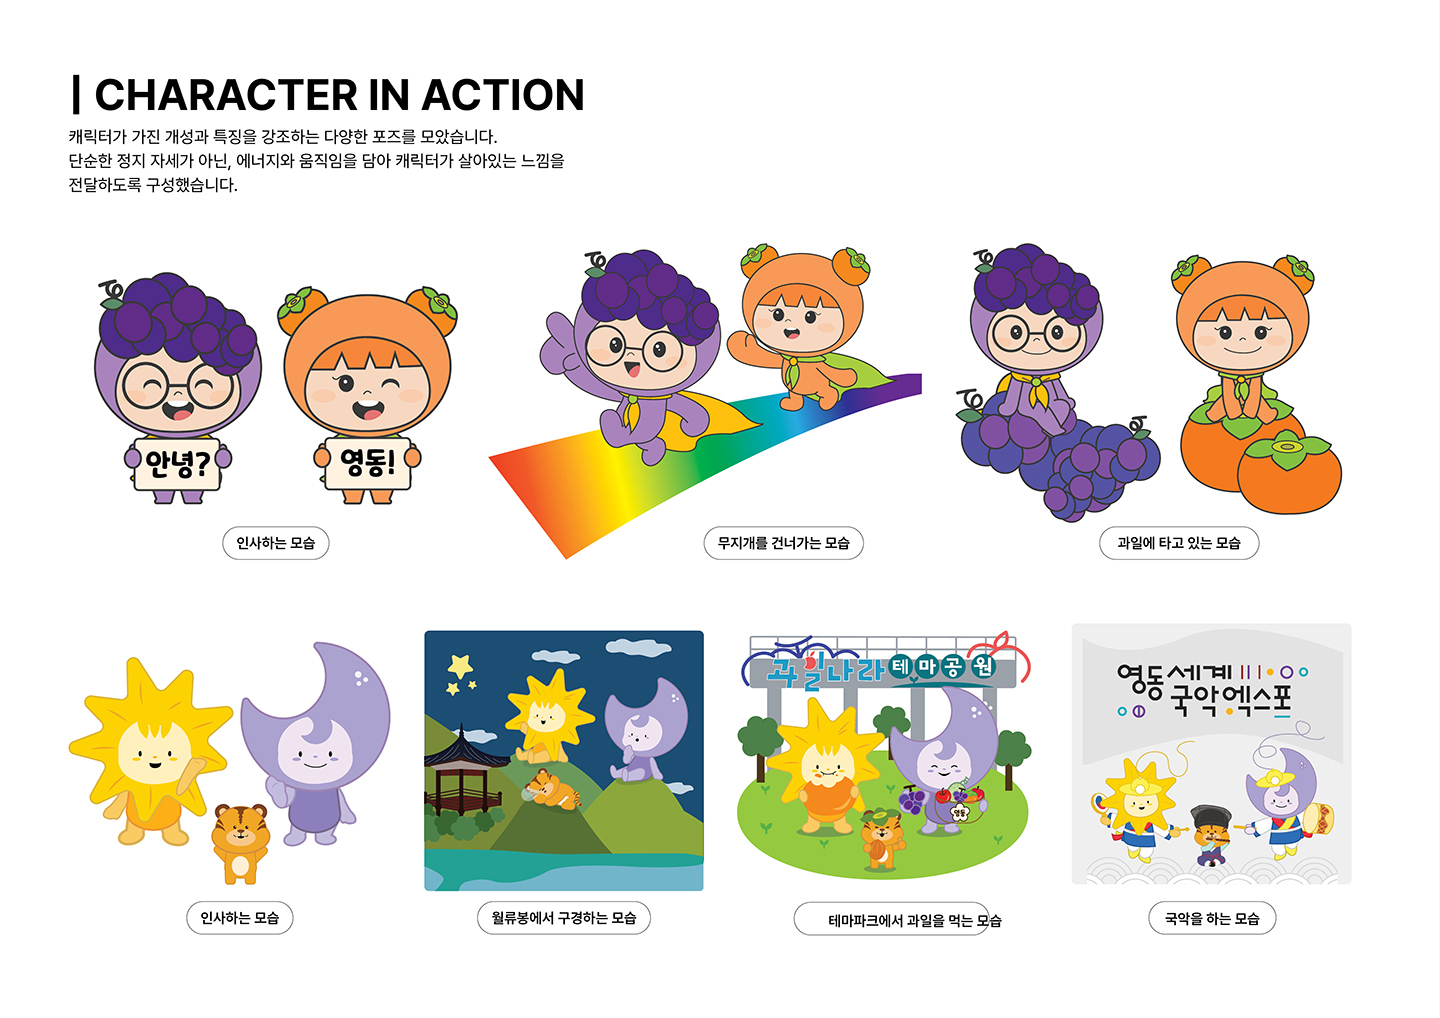 | CHARACTER IN ACTION
캐릭터가 가진 개성과 특징을 강조하는 다양한 포즈를 모았습니다.
단순한 정지 자세가 아닌, 에너지와 움직임을 담아 캐릭터가 살아있는 느낌을
전달하도록 구성했습니다.
안녕?
영동!
인사하는 모습
무지개를 건너가는 모습
과일에 타고 있는 모습
과일나라테마공원
영동
영동세계
국악엑스포
인사하는 모습
월류봉에서 구경하는 모습
테마파크에서 과일을 먹는 모습
국악을 하는 모습